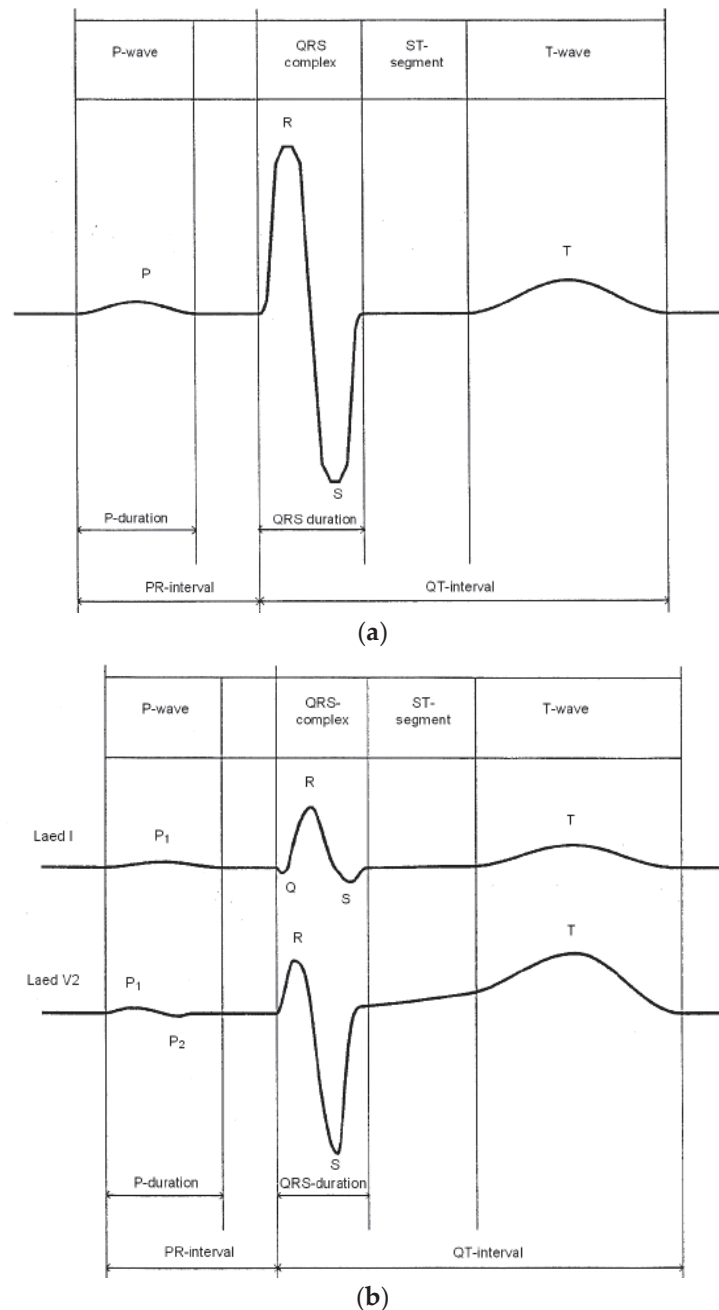 P-wave QRS complex ST-segment T-wave
R
P
T
S
P-duration QRS duration
PR-interval QT-interval
(a)
P-wave QRS-complex ST-segment T-wave
R
Laed I P1 T
Q S
R T
Laed V2 P1
P2
S
P-duration QRS-duration
PR-interval QT-interval
(b)